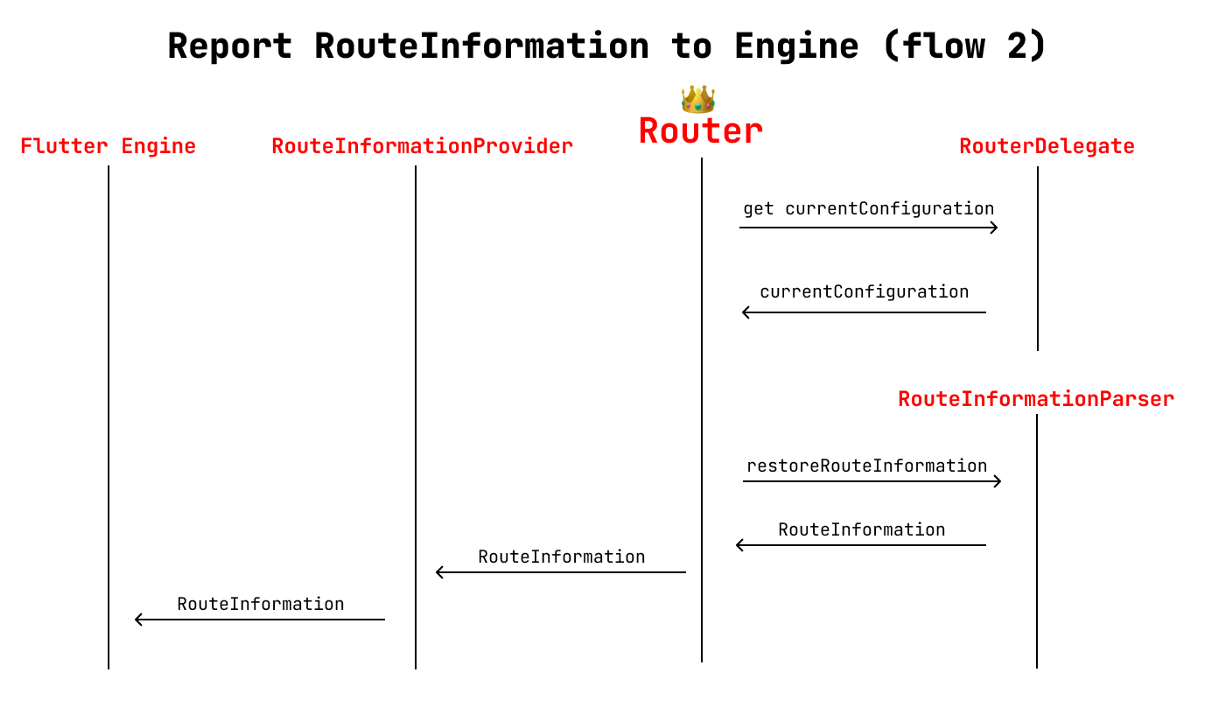 Report RouteInformation to Engine (flow 2)
Flutter Engine
RouteInformationProvider
Router
RouterDelegate
get currentConfiguration
currentConfiguration
RouteInformationParser
restoreRouteInformation
RouteInformation
RouteInformation
RouteInformation